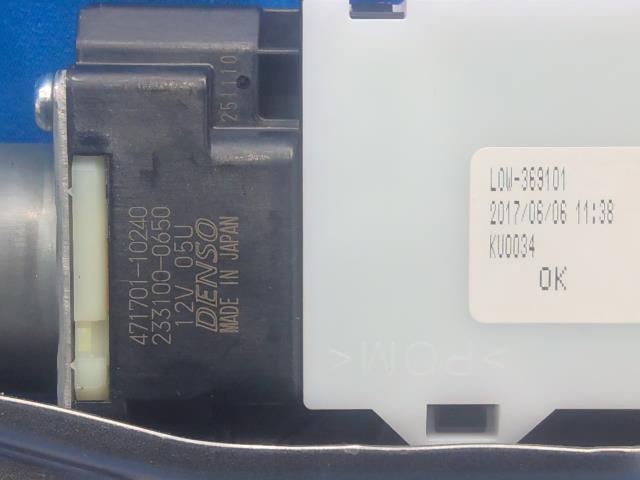 251110
471701-10240
233100-0650
12V 05U
DENSO
MADE IN JAPAN
LQW-369101
2017/06/06 11:38
KU0034
OK
>POM<